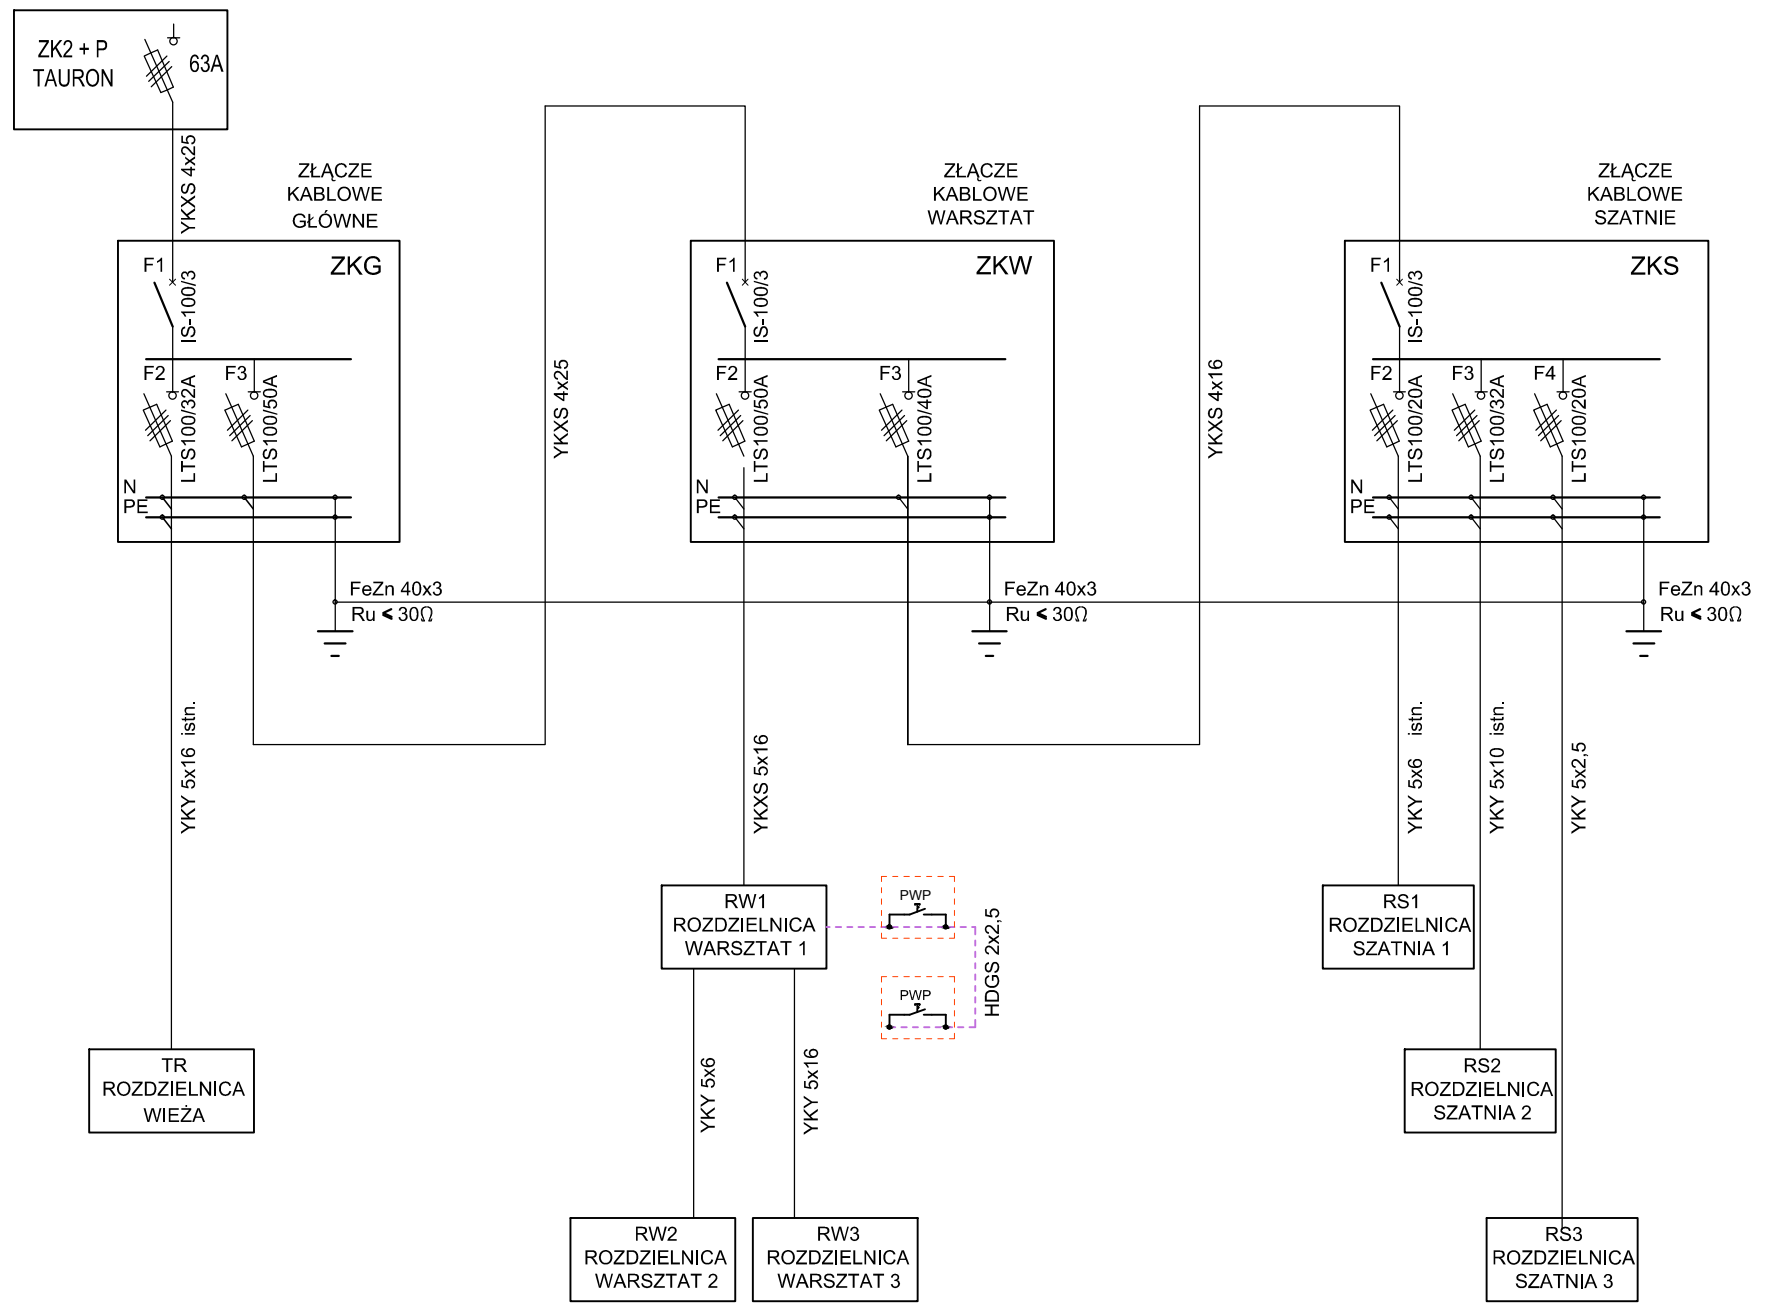 ZK2 + P
TAURON
63A
YKXS 4x25
ZŁĄCZE
KABLOWE
GŁÓWNE
ZKG
F1
IS-100/3
F2
LTS100/32A
F3
LTS100/50A
N
PE
FeZn 40x3
Ru ⩽ 30Ω
YKY 5x16 istn.
TR
ROZDZIELNICA
WIEŻA
YKXS 4x25
ZŁĄCZE
KABLOWE
WARSZTAT
ZKW
F1
IS-100/3
F2
LTS100/50A
F3
LTS100/40A
N
PE
FeZn 40x3
Ru ⩽ 30Ω
YKXS 5x16
RW1
ROZDZIELNICA
WARSZTAT 1
PWP
PWP
HDGS 2x2,5
YKY 5x6
YKY 5x16
RW2
ROZDZIELNICA
WARSZTAT 2
RW3
ROZDZIELNICA
WARSZTAT 3
YKXS 4x16
ZŁĄCZE
KABLOWE
SZATNIE
ZKS
F1
IS-100/3
F2
LTS100/20A
F3
LTS100/32A
F4
LTS100/20A
N
PE
FeZn 40x3
Ru ⩽ 30Ω
YKY 5x6 istn.
YKY 5x10 istn.
YKY 5x2,5
RS1
ROZDZIELNICA
SZATNIA 1
RS2
ROZDZIELNICA
SZATNIA 2
RS3
ROZDZIELNICA
SZATNIA 3